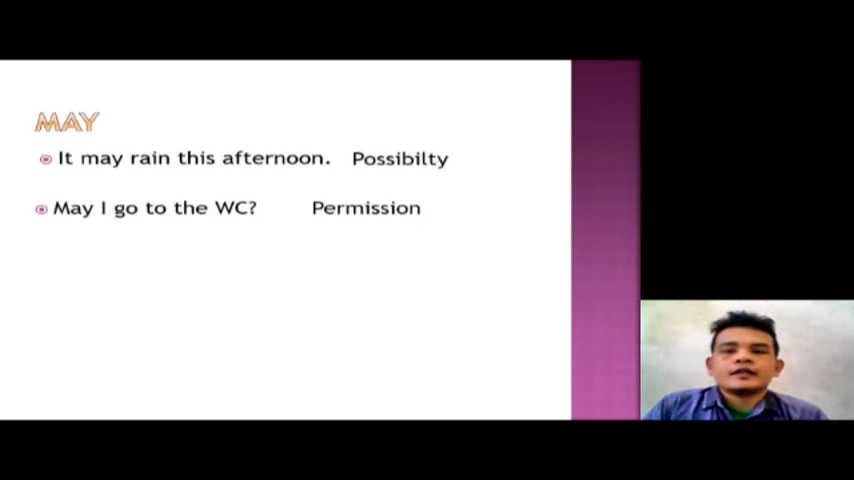 MAY
It may rain this afternoon. Possibilty
May I go to the WC? Permission